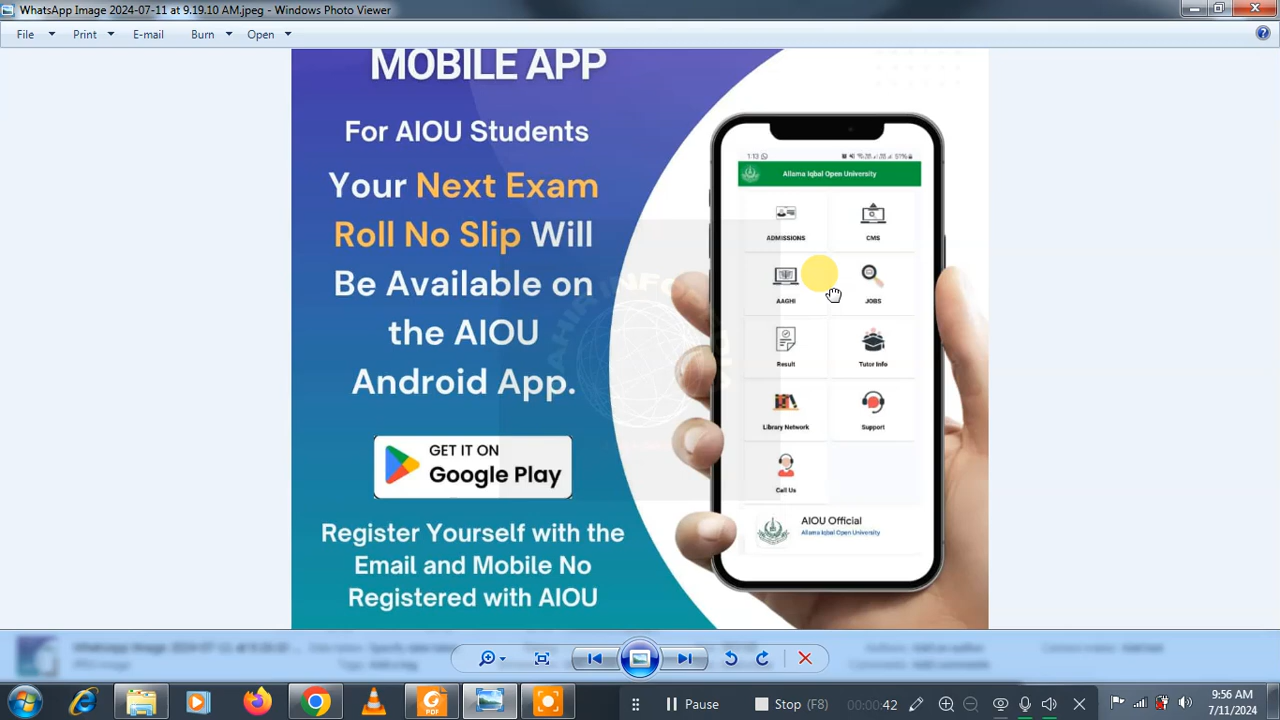 WhatsApp Image 2024-07-11 at 9.19.10 AM.jpeg - Windows Photo Viewer
File Print E-mail Burn Open
MOBILE APP
For AIOU Students
Your Next Exam
Roll No Slip Will
Be Available on
the AIOU
Android App.
GET IT ON
Google Play
Register Yourself with the
Email and Mobile No
Registered with AIOU
1:13
51%
Allama Iqbal Open University
ADMISSIONS CMS
AAGHI JOBS
Result Tutor Info
Library Network Support
Call Us
AIOU Official
Allama Iqbal Open University
PDF
Pause
Stop (F8)
00:00:42
9:56 AM
7/11/2024